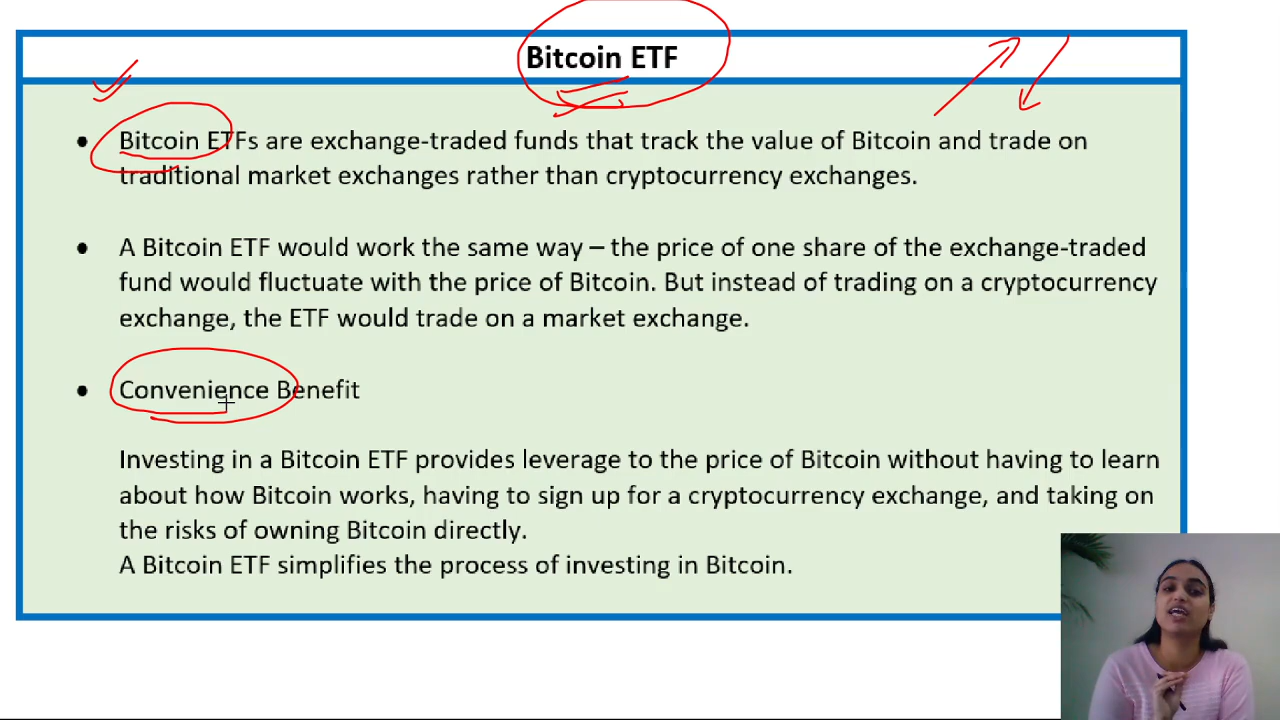 Bitcoin ETF
• Bitcoin ETFs are exchange-traded funds that track the value of Bitcoin and trade on
traditional market exchanges rather than cryptocurrency exchanges.
• A Bitcoin ETF would work the same way – the price of one share of the exchange-traded
fund would fluctuate with the price of Bitcoin. But instead of trading on a cryptocurrency
exchange, the ETF would trade on a market exchange.
• Convenience Benefit
Investing in a Bitcoin ETF provides leverage to the price of Bitcoin without having to learn
about how Bitcoin works, having to sign up for a cryptocurrency exchange, and taking on
the risks of owning Bitcoin directly.
A Bitcoin ETF simplifies the process of investing in Bitcoin.